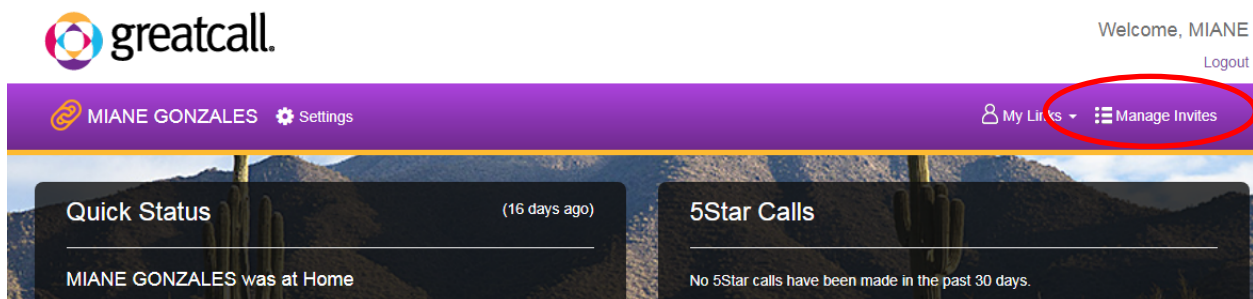 greatcall.
Welcome, MIANE
Logout
MIANE GONZALES Settings My Links Manage Invites
Quick Status (16 days ago)
MIANE GONZALES was at Home
5Star Calls
No 5Star calls have been made in the past 30 days.